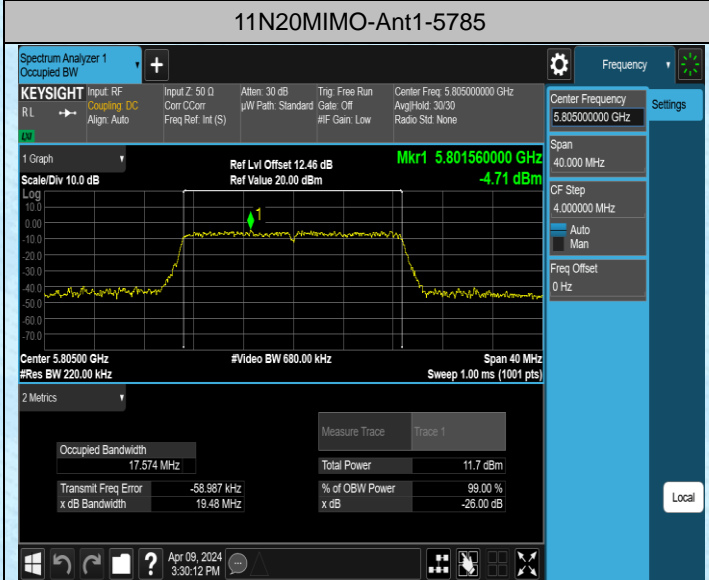 11N20MIMO-Ant1-5785
Spectrum Analyzer 1
Occupied BW
Frequency
KEYSIGHT
RL
LXI
Input: RF
Coupling: DC
Align: Auto
Input Z: 50 Ω
Corr CCorr
Freq Ref: Int (S)
Atten: 30 dB
µW Path: Standard
Trig: Free Run
Gate: Off
#IF Gain: Low
Center Freq: 5.805000000 GHz
Avg|Hold: 30/30
Radio Std: None
Center Frequency
5.805000000 GHz
Settings
Span
40.000 MHz
CF Step
4.000000 MHz
Auto
Man
Freq Offset
0 Hz
1 Graph
Scale/Div 10.0 dB
Ref Lvl Offset 12.46 dB
Ref Value 20.00 dBm
Mkr1 5.801560000 GHz
-4.71 dBm
Log
10.0
0.00
-10.0
-20.0
-30.0
-40.0
-50.0
-60.0
-70.0
1
Center 5.80500 GHz
#Video BW 680.00 kHz
Span 40 MHz
#Res BW 220.00 kHz
Sweep 1.00 ms (1001 pts)
2 Metrics
Measure Trace Trace 1
Occupied Bandwidth
17.574 MHz
Total Power 11.7 dBm
Transmit Freq Error -58.987 kHz
% of OBW Power 99.00 %
x dB Bandwidth 19.48 MHz
x dB -26.00 dB
Local
?
Apr 09, 2024
3:30:12 PM